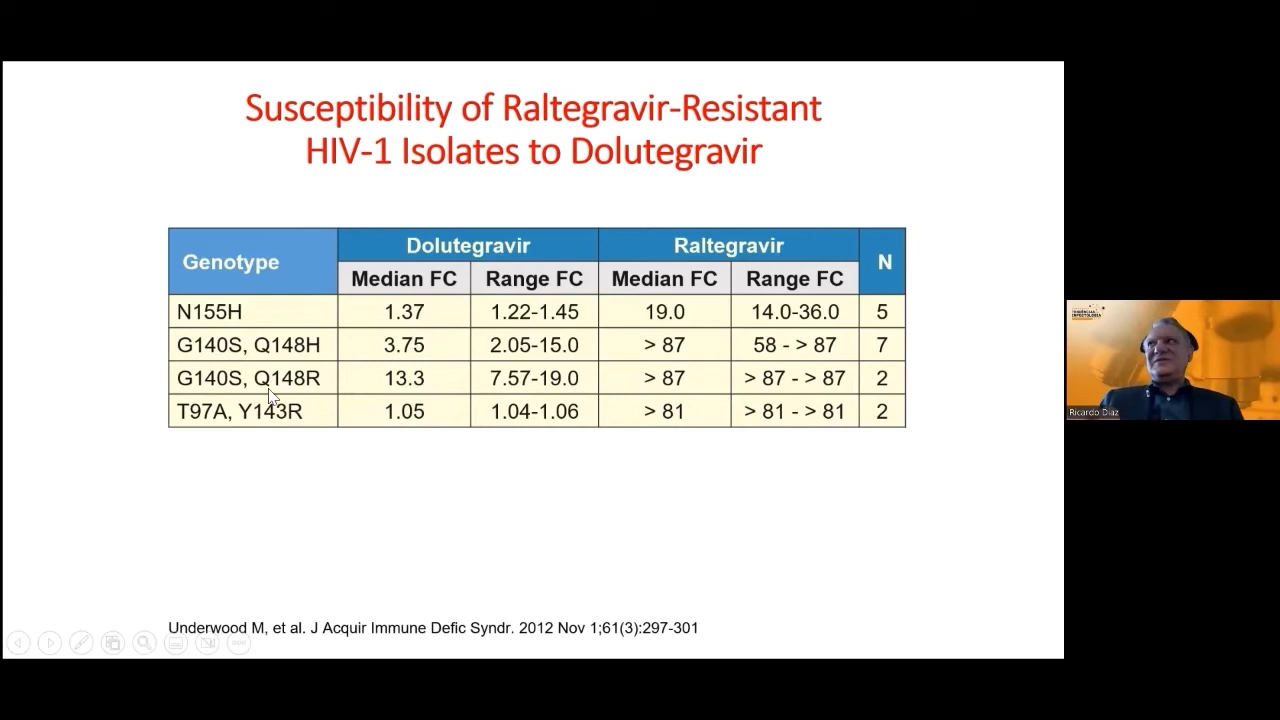 Susceptibility of Raltegravir-Resistant
HIV-1 Isolates to Dolutegravir
Genotype Dolutegravir Raltegravir N
Median FC Range FC Median FC Range FC
N155H 1.37 1.22-1.45 19.0 14.0-36.0 5
G140S, Q148H 3.75 2.05-15.0 > 87 58 - > 87 7
G140S, Q148R 13.3 7.57-19.0 > 87 > 87 - > 87 2
T97A, Y143R 1.05 1.04-1.06 > 81 > 81 - > 81 2
Underwood M, et al. J Acquir Immune Defic Syndr. 2012 Nov 1;61(3):297-301
TENDÊNCIAS
INFECTOLOGIA
Ricardo Diaz